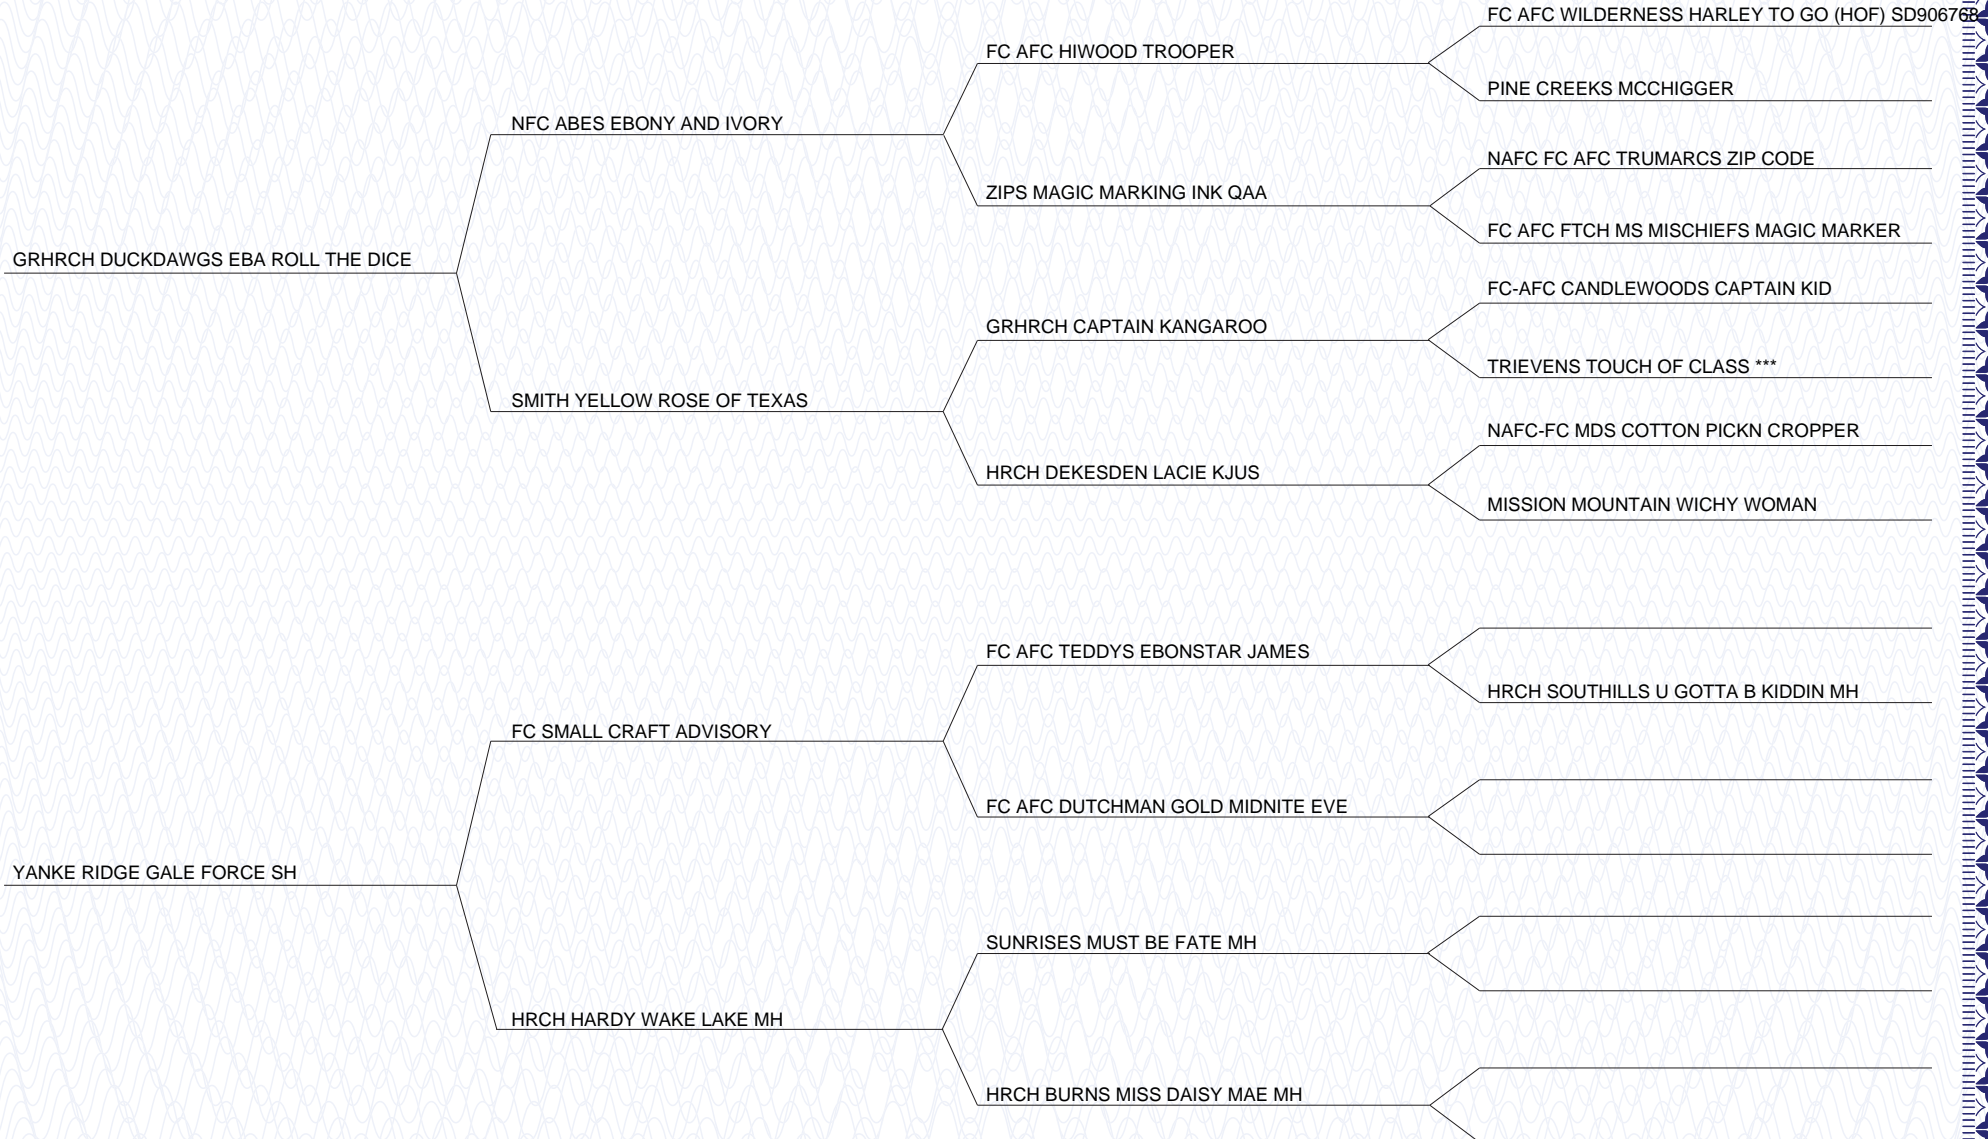 FC AFC WILDERNESS HARLEY TO GO (HOF) SD906768
FC AFC HIWOOD TROOPER
PINE CREEKS MCCHIGGER
NFC ABES EBONY AND IVORY
NAFC FC AFC TRUMARCS ZIP CODE
ZIPS MAGIC MARKING INK QAA
FC AFC FTCH MS MISCHIEFS MAGIC MARKER
GRHRCH DUCKDAWGS EBA ROLL THE DICE
FC-AFC CANDLEWOODS CAPTAIN KID
GRHRCH CAPTAIN KANGAROO
TRIEVENS TOUCH OF CLASS ***
SMITH YELLOW ROSE OF TEXAS
NAFC-FC MDS COTTON PICKN CROPPER
HRCH DEKESDEN LACIE KJUS
MISSION MOUNTAIN WICHY WOMAN
FC AFC TEDDYS EBONSTAR JAMES
HRCH SOUTHILLS U GOTTA B KIDDIN MH
FC SMALL CRAFT ADVISORY
FC AFC DUTCHMAN GOLD MIDNITE EVE
YANKE RIDGE GALE FORCE SH
SUNRISES MUST BE FATE MH
HRCH HARDY WAKE LAKE MH
HRCH BURNS MISS DAISY MAE MH